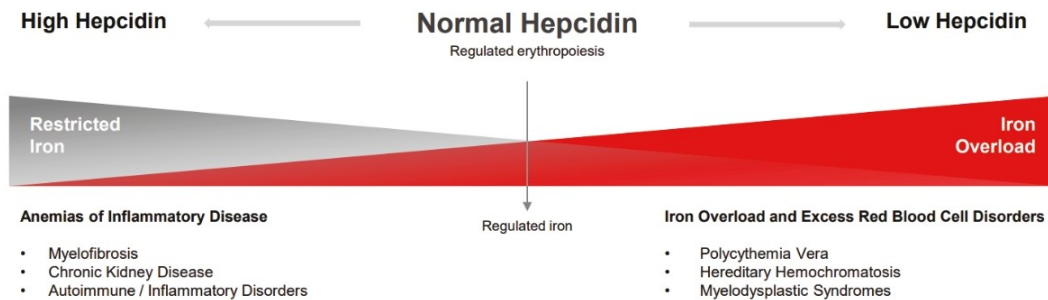 High Hepcidin
Normal Hepcidin
Low Hepcidin
Regulated erythropoiesis
Restricted
Iron
Iron
Overload
Anemias of Inflammatory Disease
• Myelofibrosis
• Chronic Kidney Disease
• Autoimmune / Inflammatory Disorders
Regulated iron
Iron Overload and Excess Red Blood Cell Disorders
• Polycythemia Vera
• Hereditary Hemochromatosis
• Myelodysplastic Syndromes